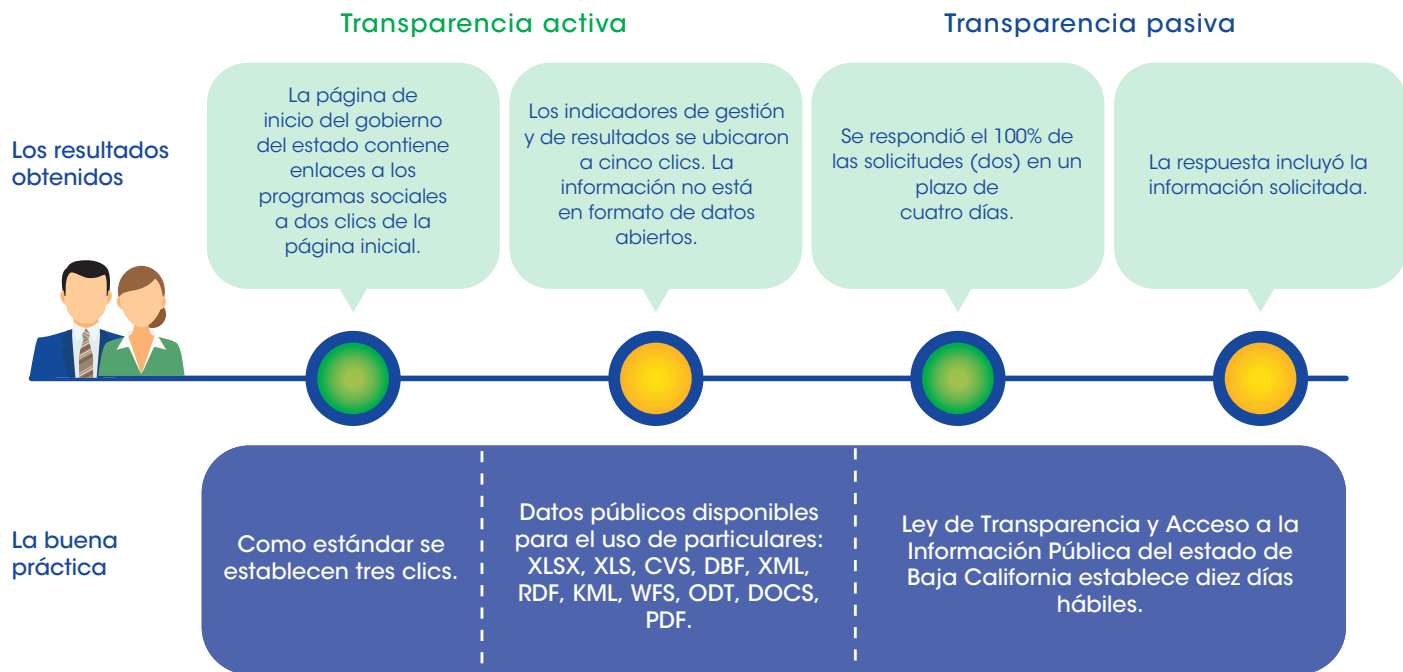 Transparencia activa
Transparencia pasiva
Los resultados
obtenidos
La página de
inicio del gobierno
del estado contiene
enlaces a los
programas sociales
a dos clics de la
página inicial.
Los indicadores de gestión
y de resultados se ubicaron
a cinco clics. La
información no está
en formato de datos
abiertos.
Se respondió el 100% de
las solicitudes (dos) en un
plazo de
cuatro días.
La respuesta incluyó la
información solicitada.
La buena
práctica
Como estándar se
establecen tres clics.
Datos públicos disponibles
para el uso de particulares:
XLSX, XLS, CVS, DBF, XML,
RDF, KML, WFS, ODT, DOCS,
PDF.
Ley de Transparencia y Acceso a la
Información Pública del estado de
Baja California establece diez días
hábiles.